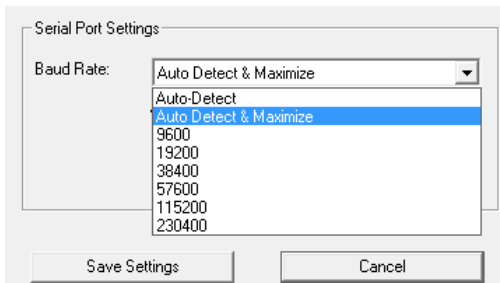 Serial Port Settings
Baud Rate:
Auto Detect & Maximize
Auto-Detect
Auto Detect & Maximize
9600
19200
38400
57600
115200
230400
Save Settings
Cancel